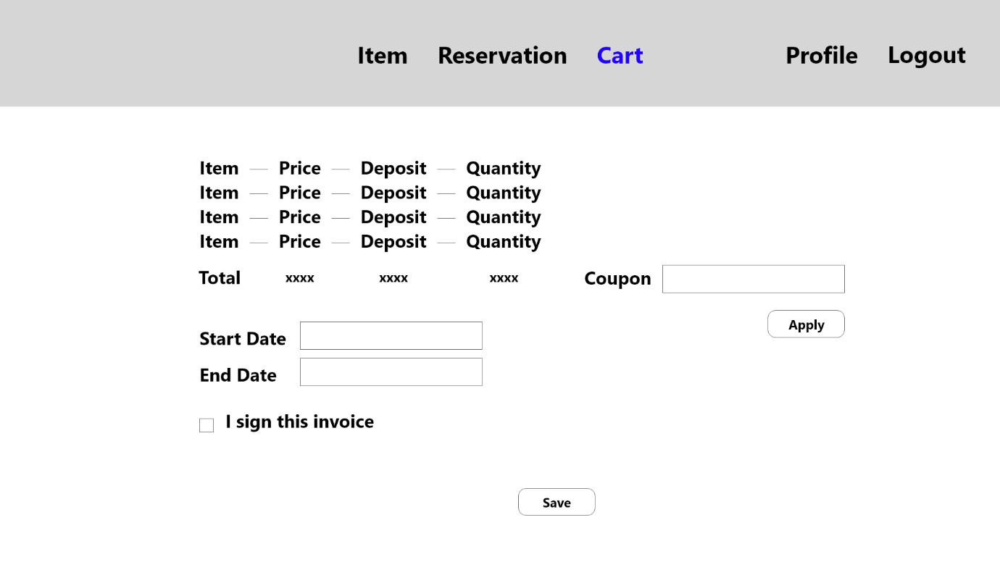 Item Reservation Cart Profile Logout
Item — Price — Deposit — Quantity
Item — Price — Deposit — Quantity
Item — Price — Deposit — Quantity
Item — Price — Deposit — Quantity
Total xxxx xxxx xxxx Coupon
Apply
Start Date
End Date
I sign this invoice
Save